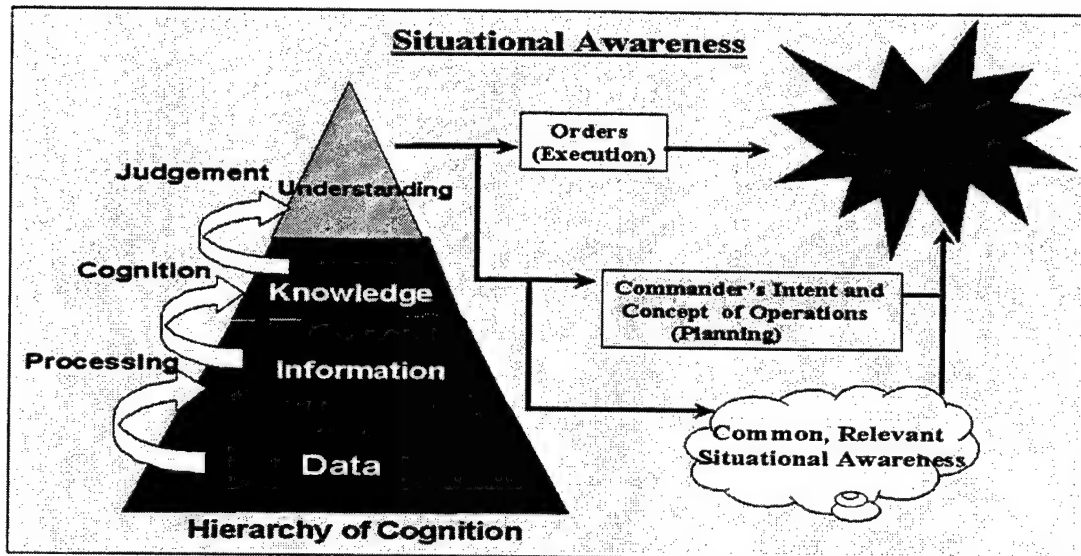 Situational Awareness
Orders
(Execution)
Judgement
Understanding
Cognition
Knowledge
Commander's Intent and
Concept of Operations
(Planning)
Processing
Information
Common, Relevant
Situational Awareness
Data
Hierarchy of Cognition